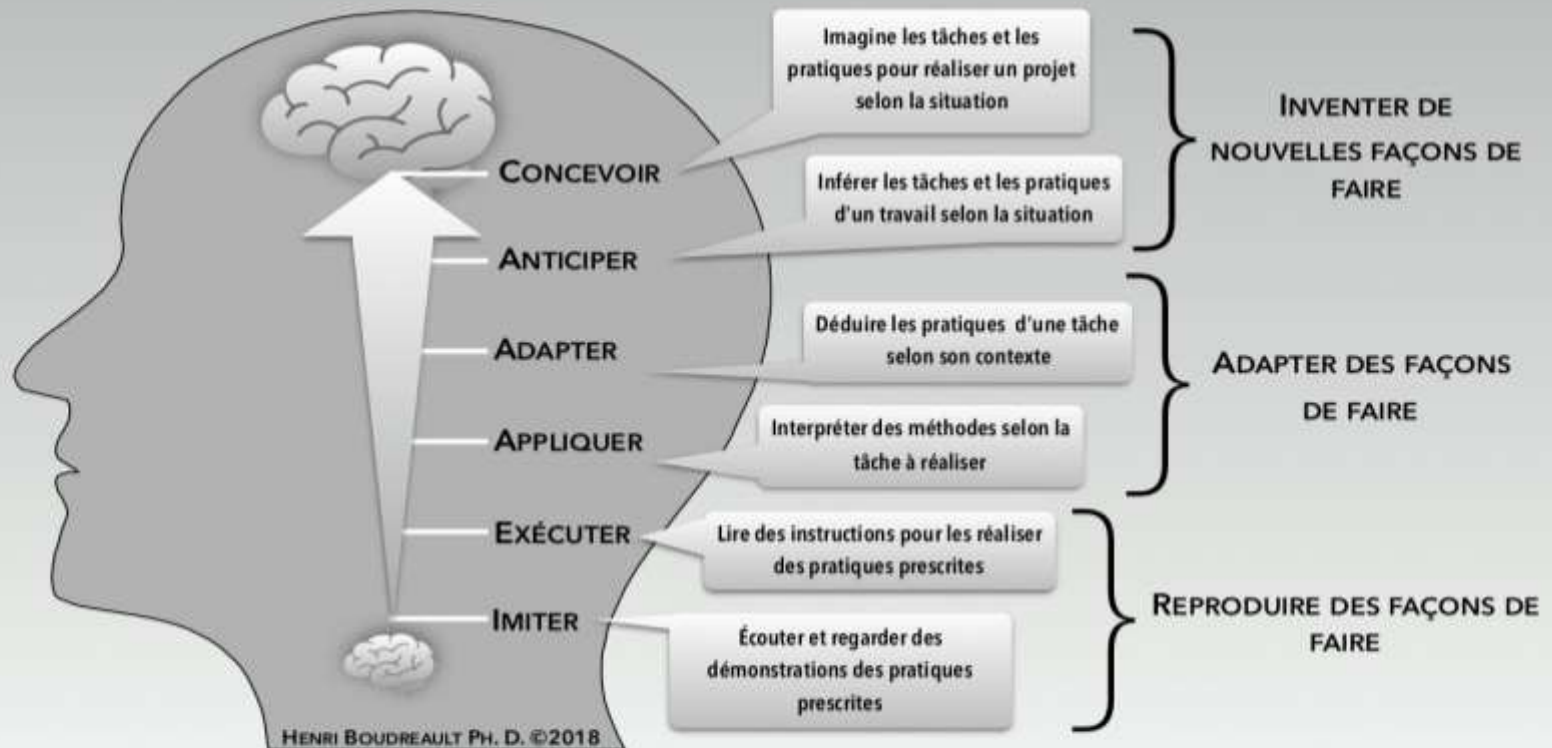 Imagine les tâches et les
pratiques pour réaliser un projet
selon la situation
CONCEVOIR
Inférer les tâches et les pratiques
d'un travail selon la situation
ANTICIPER
INVENTER DE
NOUVELLES FAÇONS DE
FAIRE
Déduire les pratiques d'une tâche
selon son contexte
ADAPTER
Interpréter des méthodes selon la
tâche à réaliser
APPLIQUER
ADAPTER DES FAÇONS
DE FAIRE
Lire des instructions pour les réaliser
des pratiques prescrites
EXÉCUTER
Écouter et regarder des
démonstrations des pratiques
prescrites
IMITER
REPRODUIRE DES FAÇONS DE
FAIRE
HENRI BOUDREAULT PH. D. ©2018